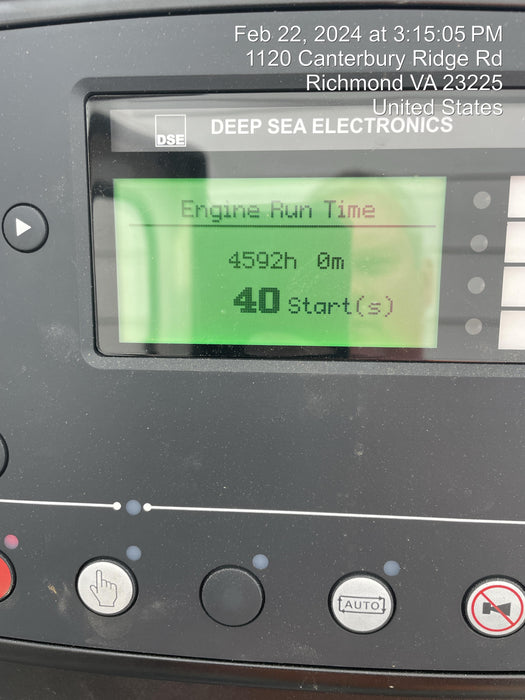 Feb 22, 2024 at 3:15:05 PM
1120 Canterbury Ridge Rd
Richmond VA 23225
United States
DSE DEEP SEA ELECTRONICS
Engine Run Time
4592h 0m
40 Start(s)
AUTO